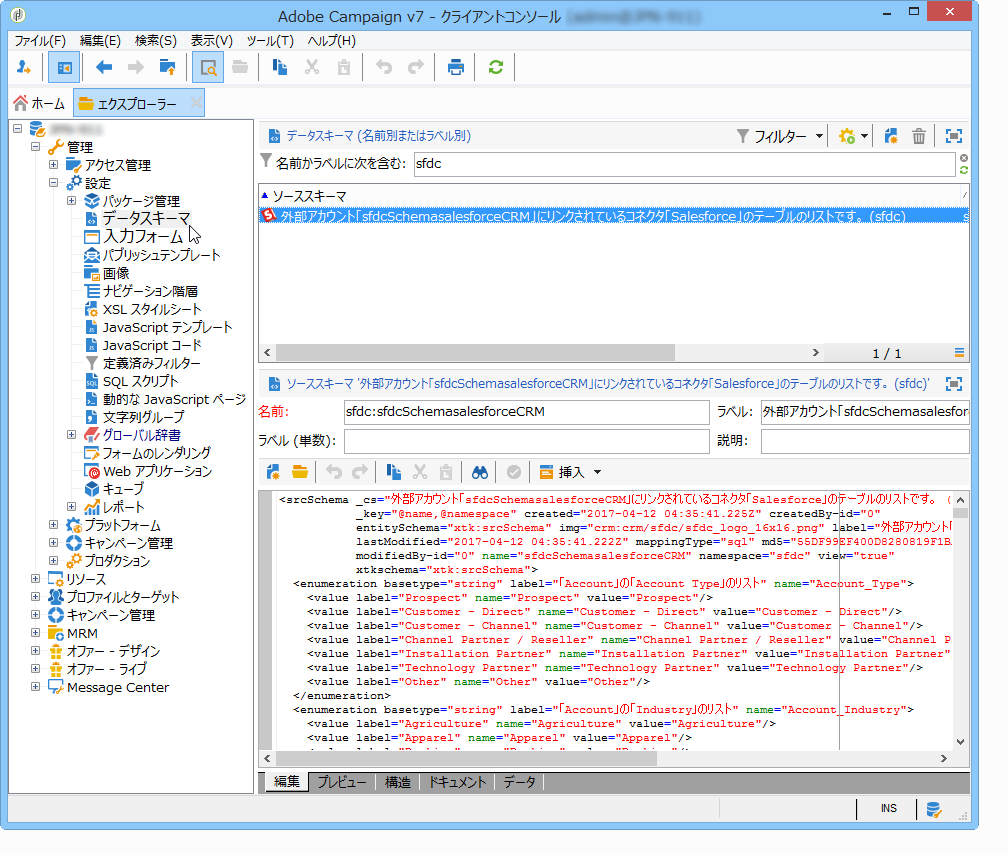 Adobe Campaign v7 - クライアントコンソール
ファイル(F) 編集(E) 検索(S) 表示(V) ツール(T) ヘルプ(H)
ホーム エクスプローラー
管理
アクセス管理
設定
パッケージ管理
データスキーマ
入力フォーム
パブリッシュテンプレート
画像
ナビゲーション階層
XSL スタイルシート
JavaScript テンプレート
JavaScript コード
定義済みフィルター
SQL スクリプト
動的な JavaScript ページ
文字列グループ
グローバル辞書
フォームのレンダリング
Web アプリケーション
キューブ
レポート
プラットフォーム
キャンペーン管理
プロダクション
リソース
プロファイルとターゲット
キャンペーン管理
MRM
オファー - デザイン
オファー - ライブ
Message Center
データスキーマ (名前別またはラベル別)
フィルター
名前かラベルに次を含む: sfdc
ソーススキーマ
外部アカウント「sfdcSchemasalesforceCRM」にリンクされているコネクタ「Salesforce」のテーブルのリストです。 (sfdc) s
1 / 1
ソーススキーマ '外部アカウント「sfdcSchemasalesforceCRM」にリンクされているコネクタ「Salesforce」のテーブルのリストです。 (sfdc)'
名前: sfdc:sfdcSchemasalesforceCRM ラベル: 外部アカウント「sfdcSchemasalesfor
ラベル (単数): 説明:
挿入
<srcSchema _cs="外部アカウント「sfdcSchemasalesforceCRM」にリンクされているコネクタ「Salesforce」のテーブルのリストです。 (
_key="@name,@namespace" created="2017-04-12 04:35:41.225Z" createdBy-id="0"
entitySchema="xtk:srcSchema" img="crm:crm/sfdc/sfdc_logo_16x16.png" label="外部アカウント「
lastModified="2017-04-12 04:35:41.222Z" mappingType="sql" md5="55DF99EF400D8280819F1B
modifiedBy-id="0" name="sfdcSchemasalesforceCRM" namespace="sfdc" view="true"
xtkschema="xtk:srcSchema">
<enumeration basetype="string" label="「Account」の「Account Type」のリスト" name="Account_Type">
<value label="Prospect" name="Prospect" value="Prospect"/>
<value label="Customer - Direct" name="Customer - Direct" value="Customer - Direct"/>
<value label="Customer - Channel" name="Customer - Channel" value="Customer - Channel"/>
<value label="Channel Partner / Reseller" name="Channel Partner / Reseller" value="Channel P
<value label="Installation Partner" name="Installation Partner" value="Installation Partner"
<value label="Technology Partner" name="Technology Partner" value="Technology Partner"/>
<value label="Other" name="Other" value="Other"/>
</enumeration>
<enumeration basetype="string" label="「Account」の「Industry」のリスト" name="Account_Industry">
<value label="Agriculture" name="Agriculture" value="Agriculture"/>
<value label="Apparel" name="Apparel" value="Apparel"/>
編集 プレビュー 構造 ドキュメント データ
INS